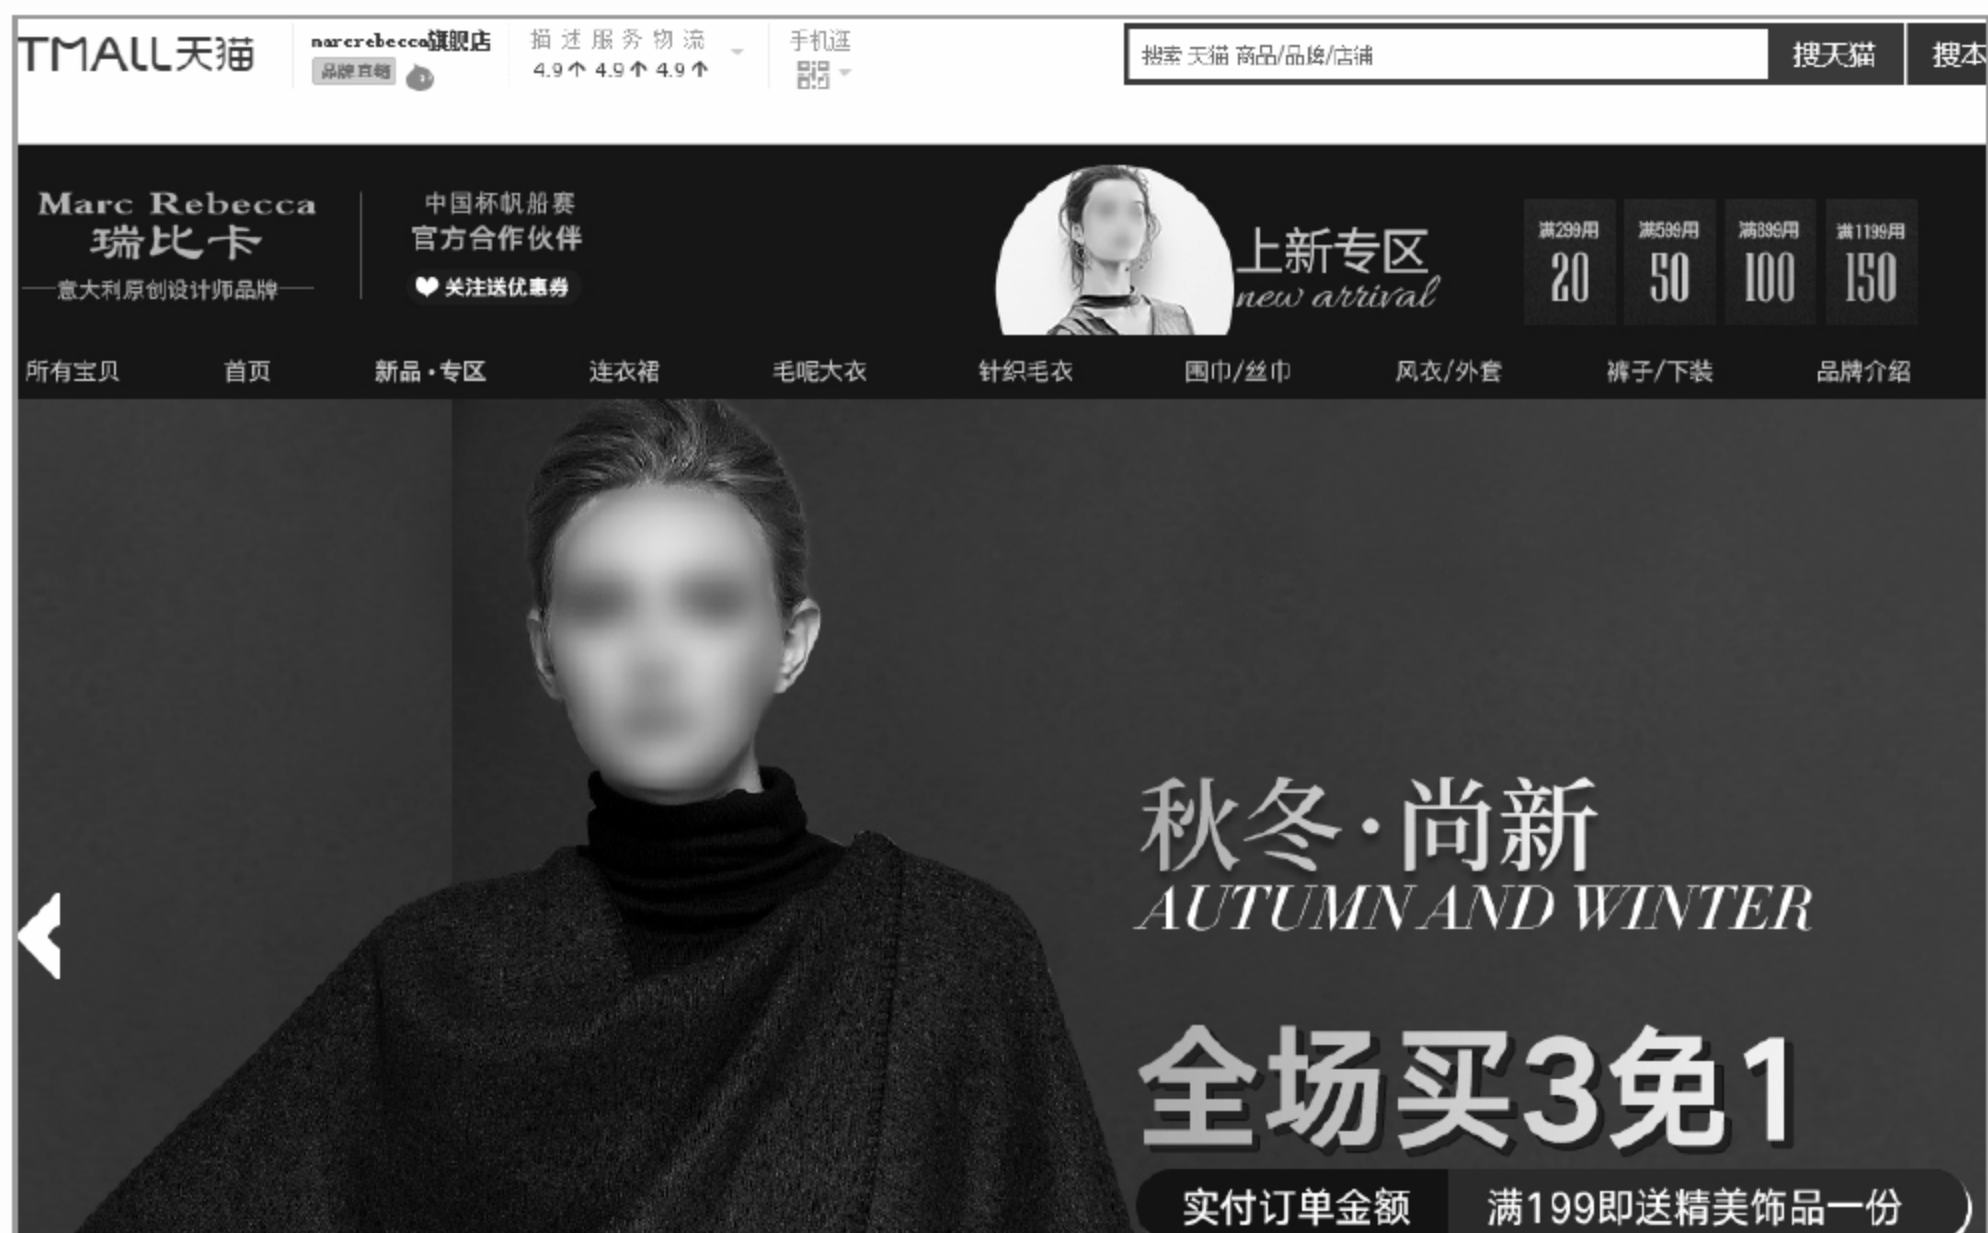 TMALL天猫
marcrebecca旗舰店
品牌直销
描述服务物流
4.9↑ 4.9↑ 4.9↑
手机逛
搜索 天猫 商品/品牌/店铺
搜天猫
搜本
Marc Rebecca
瑞比卡
意大利原创设计师品牌
中国杯帆船赛
官方合作伙伴
关注送优惠券
上新专区
new arrival
满299用
20
满599用
50
满899用
100
满1199用
150
所有宝贝 首页 新品·专区 连衣裙 毛呢大衣 针织毛衣 围巾/丝巾 风衣/外套 裤子/下装 品牌介绍
秋冬·尚新
AUTUMN AND WINTER
全场买3免1
实付订单金额 满199即送精美饰品一份